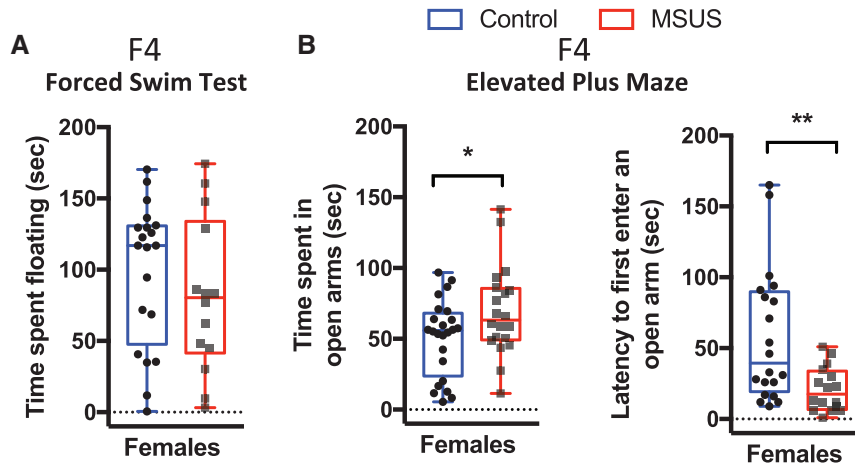 Control MSUS
A F4
Forced Swim Test
Time spent floating (sec)
200
150
100
50
0
Females
B F4
Elevated Plus Maze
Time spent in
open arms (sec)
200
150
100
50
0
*
Females
Latency to first enter an
open arm (sec)
200
150
100
50
0
**
Females